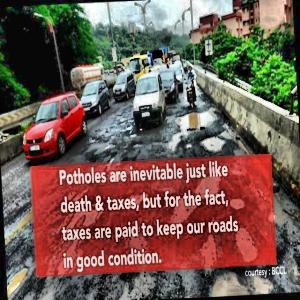 Potholes are inevitable just like
death & taxes, but for the fact,
taxes are paid to keep our roads
in good condition.
courtesy : BCCL